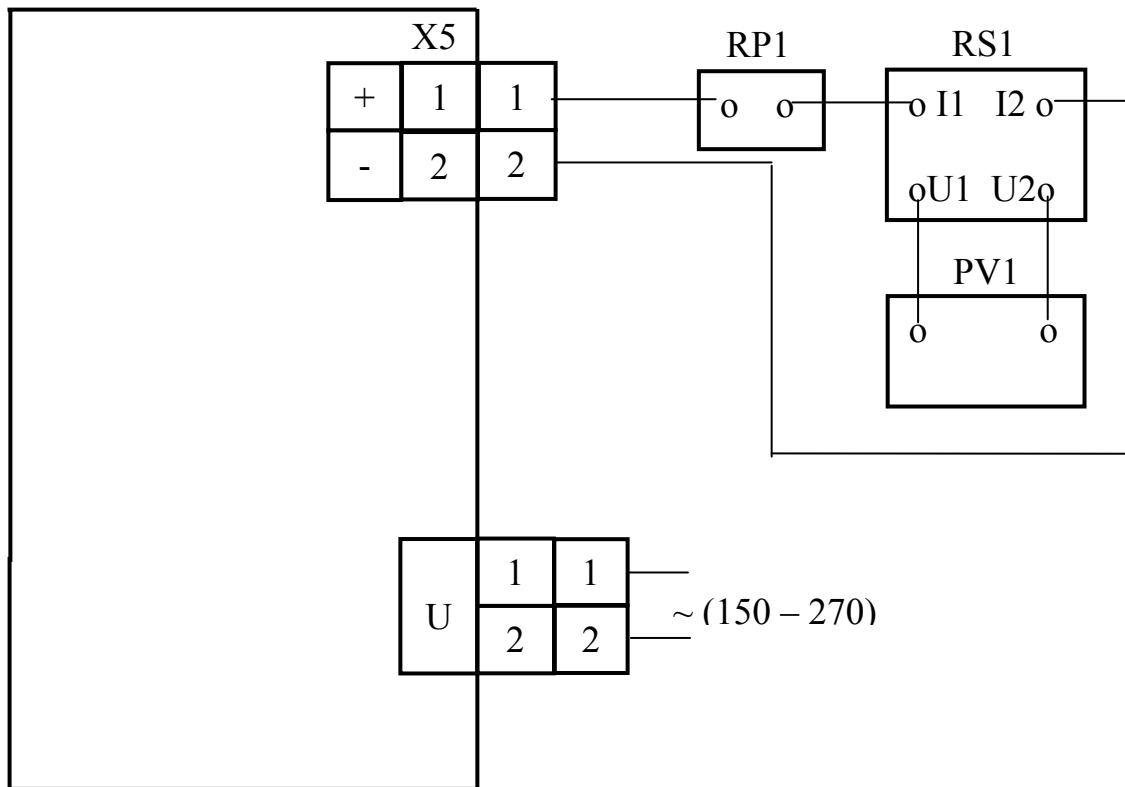 X5
RP1
RS1
+ 1 1
- 2 2
I1 I2
U1 U2
PV1
U
1 1
2 2
~ (150 – 270)